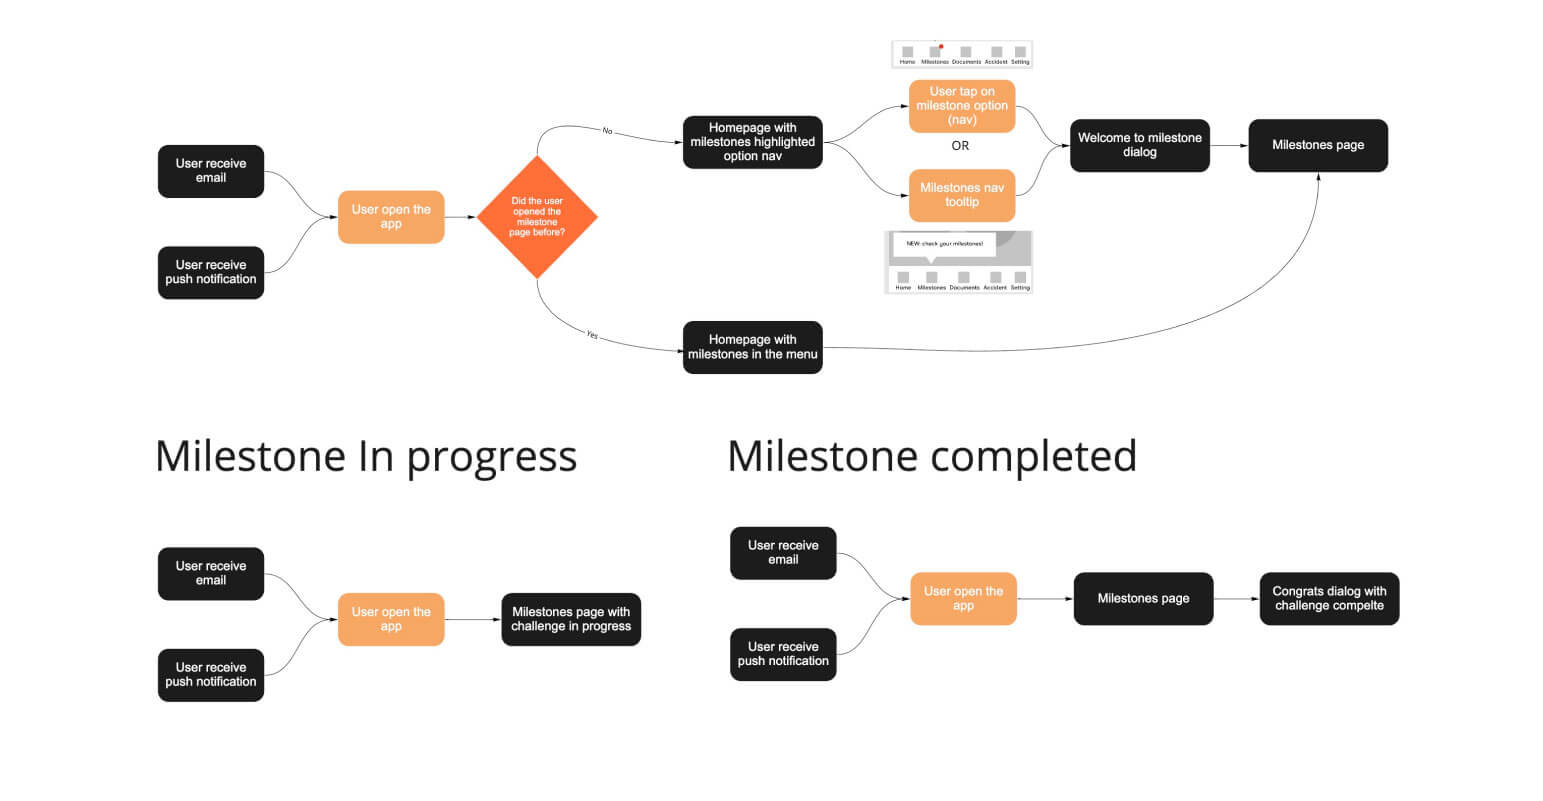 Home Milestones Documents Accident Setting
User tap on
milestone option
(nav)
No
Homepage with
milestones highlighted
option nav
OR
Welcome to milestone
dialog
Milestones page
User receive
email
User open the
app
Did the user
opened the
milestone
page before?
Milestones nav
tooltip
User receive
push notification
NEW: check your milestones!
Home Milestones Documents Accident Setting
Yes
Homepage with
milestones in the menu
Milestone In progress
User receive
email
User open the
app
Milestones page with
challenge in progress
User receive
push notification
Milestone completed
User receive
email
User open the
app
Milestones page
Congrats dialog with
challenge compelte
User receive
push notification